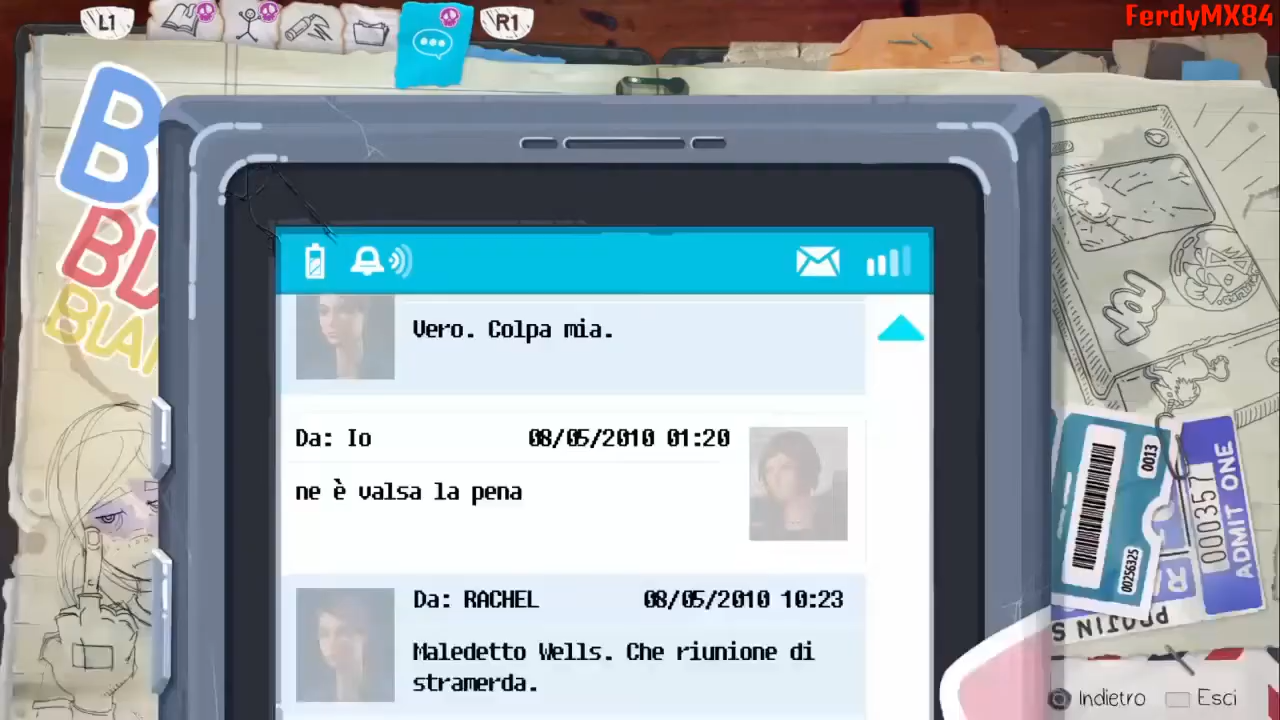 L1
R1
FerdyMX84
Vero. Colpa mia.
Da: Io 08/05/2010 01:20
ne è valsa la pena
Da: RACHEL 08/05/2010 10:23
Maledetto Wells. Che riunione di
stramerda.
0013
00256325
000357
ADMIT ONE
Indietro
Esci